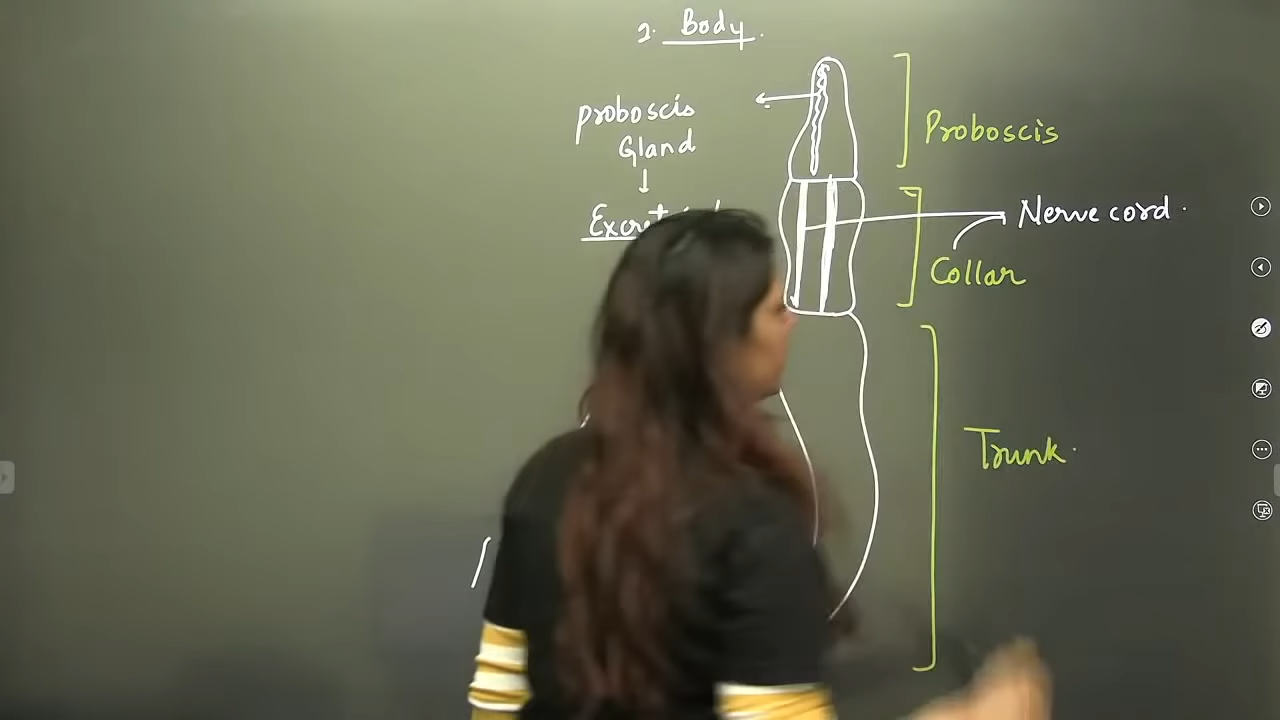 2. Body.
proboscis
Gland
Proboscis
Nerve cord.
Collar
Trunk.